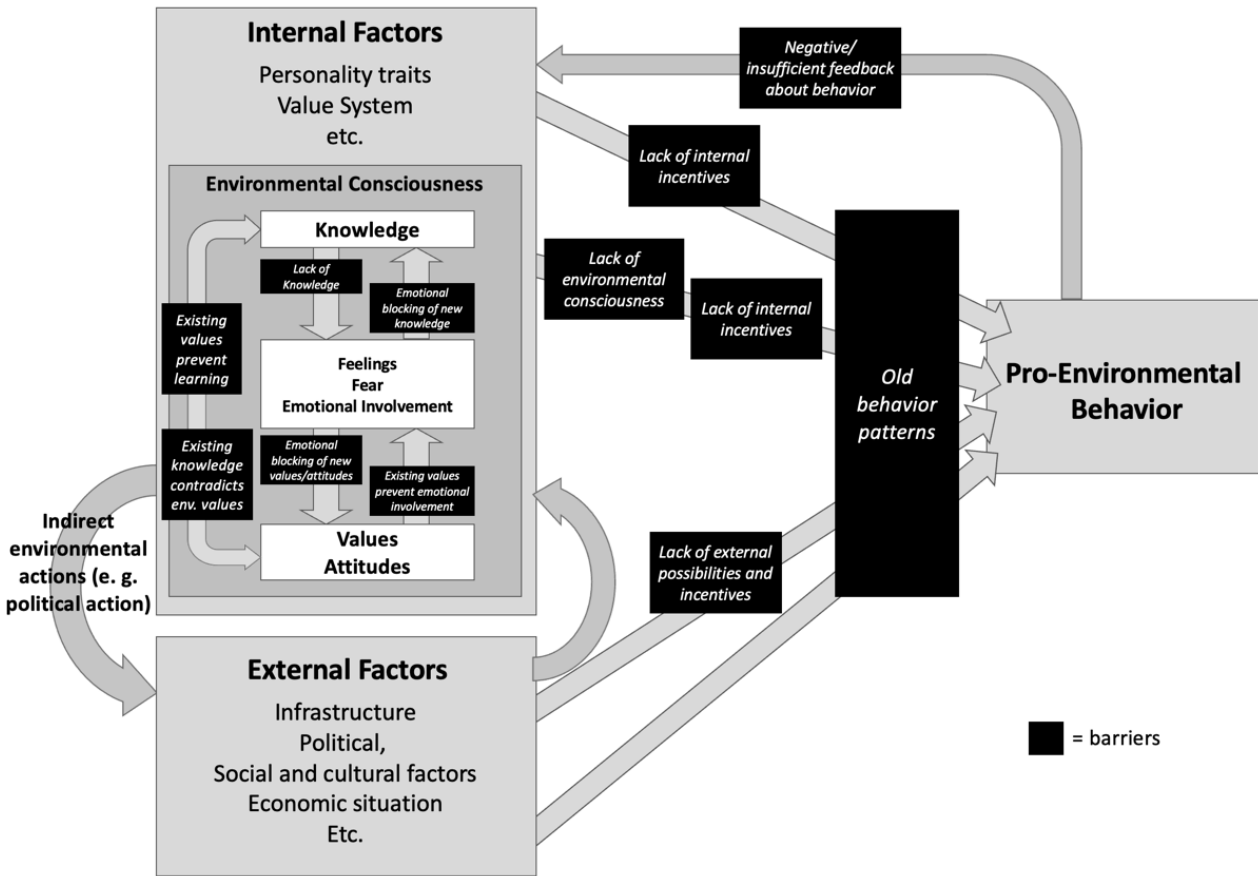 Internal Factors
Personality traits
Value System
etc.
Environmental Consciousness
Knowledge
Lack of
Knowledge
Emotional
blocking of new
knowledge
Existing
values
prevent
learning
Feelings
Fear
Emotional Involvement
Existing
knowledge
contradicts
env. values
Emotional
blocking of new
values/attitudes
Existing values
prevent emotional
involvement
Values
Attitudes
Indirect
environmental
actions (e. g.
political action)
External Factors
Infrastructure
Political,
Social and cultural factors
Economic situation
Etc.
Negative/
insufficient feedback
about behavior
Lack of internal
incentives
Lack of
environmental
consciousness
Lack of internal
incentives
Lack of external
possibilities and
incentives
Old
behavior
patterns
Pro-Environmental
Behavior
= barriers